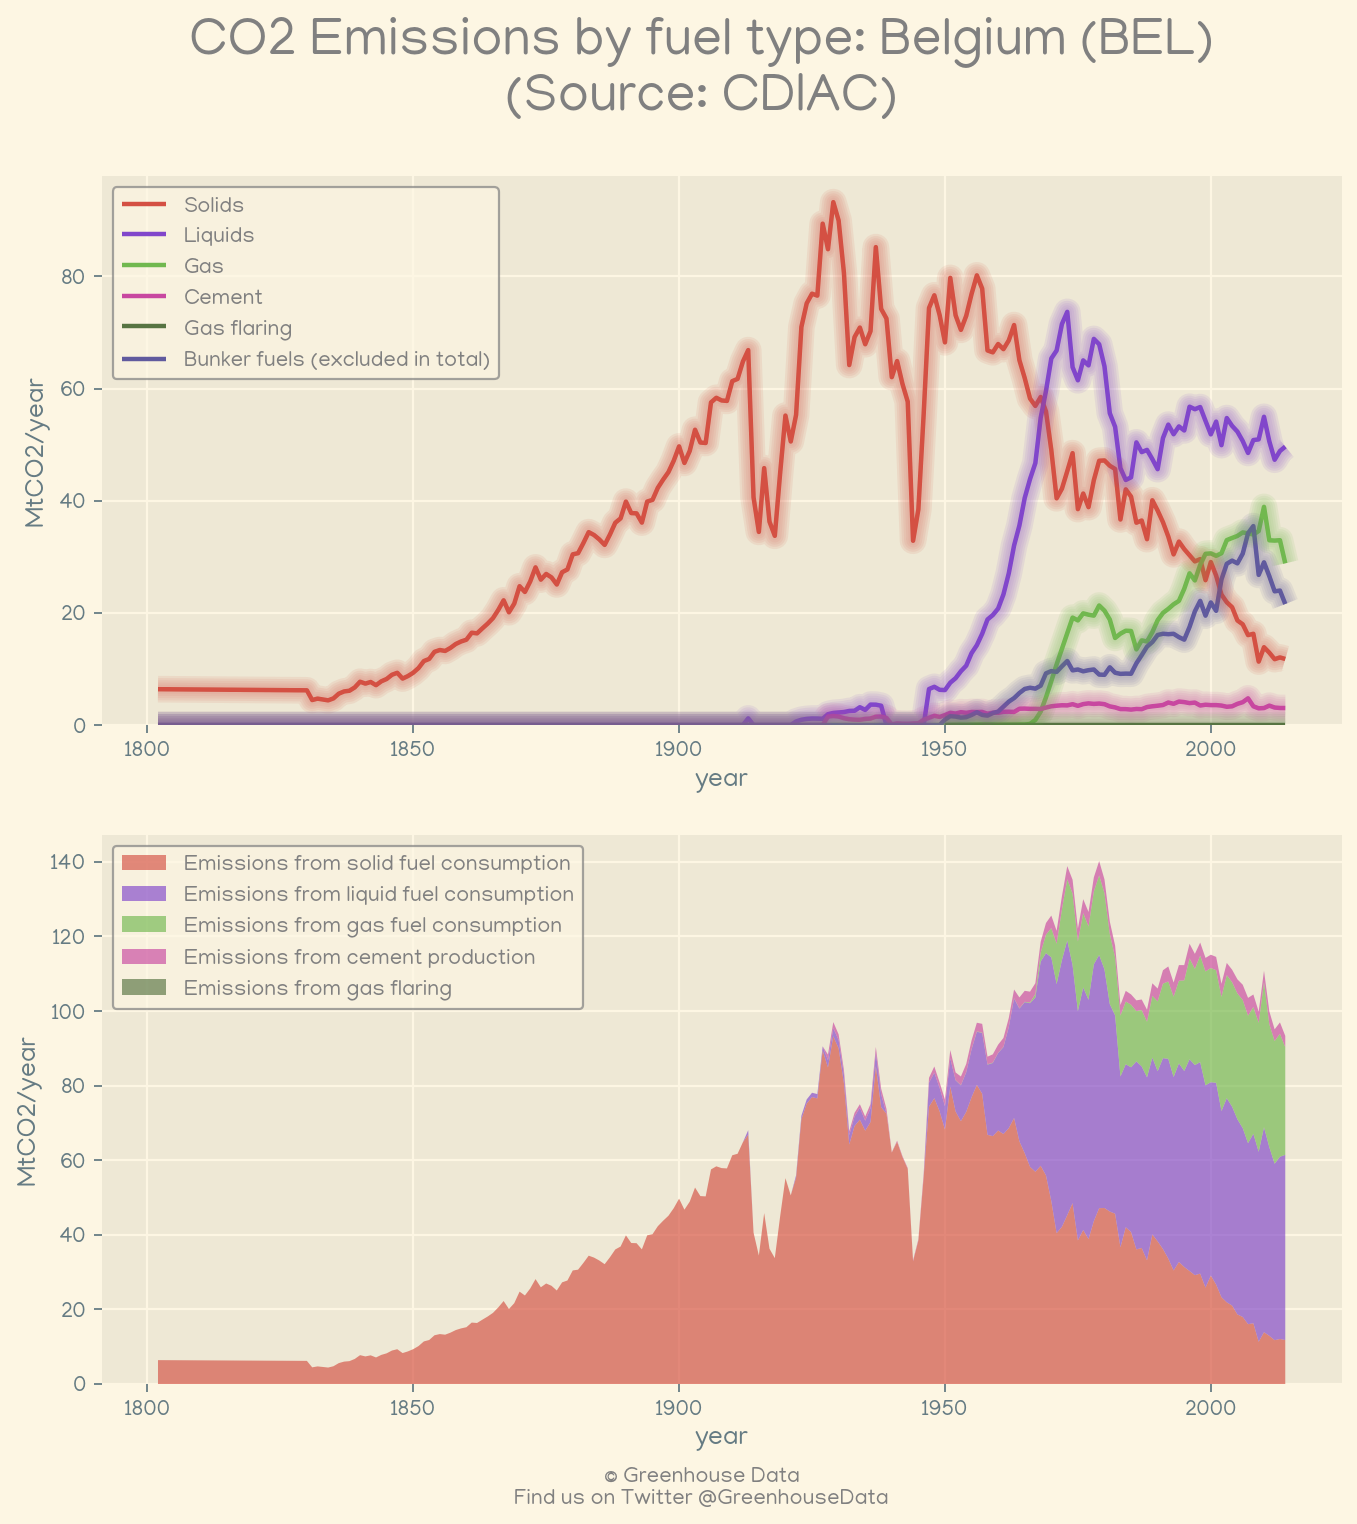 CO2 Emissions by fuel type: Belgium (BEL)
(Source: CDIAC)
Solids
Liquids
Gas
Cement
Gas flaring
Bunker fuels (excluded in total)
MtCO2/year
80
60
40
20
0
1800 1850 1900 1950 2000
year
Emissions from solid fuel consumption
Emissions from liquid fuel consumption
Emissions from gas fuel consumption
Emissions from cement production
Emissions from gas flaring
MtCO2/year
140
120
100
80
60
40
20
0
1800 1850 1900 1950 2000
year
© Greenhouse Data
Find us on Twitter @GreenhouseData